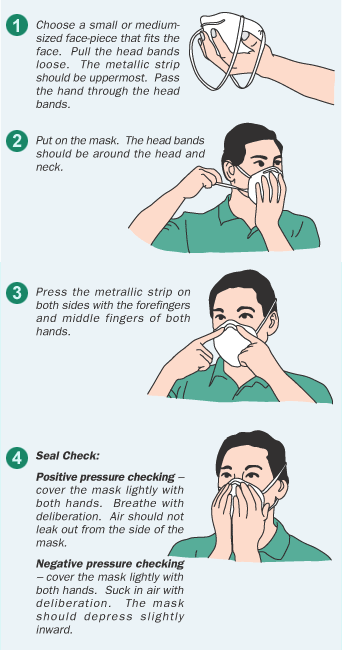 1
Choose a small or medium-
sized face-piece that fits the
face. Pull the head bands
loose. The metallic strip
should be uppermost. Pass
the hand through the head
bands.
2
Put on the mask. The head bands
should be around the head and
neck.
3
Press the metrallic strip on
both sides with the forefingers
and middle fingers of both
hands.
4
Seal Check:
Positive pressure checking –
cover the mask lightly with
both hands. Breathe with
deliberation. Air should not
leak out from the side of the
mask.
Negative pressure checking
– cover the mask lightly with
both hands. Suck in air with
deliberation. The mask
should depress slightly
inward.